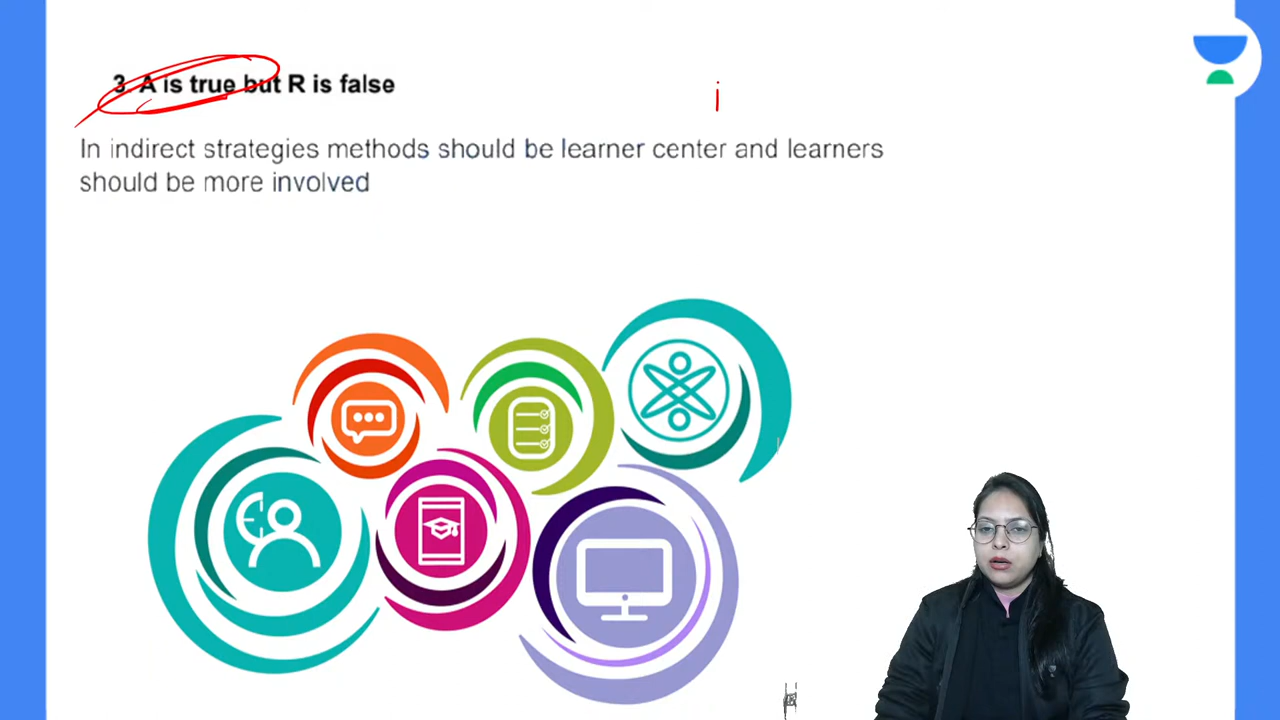 3. A is true but R is false
i
In indirect strategies methods should be learner center and learners
should be more involved